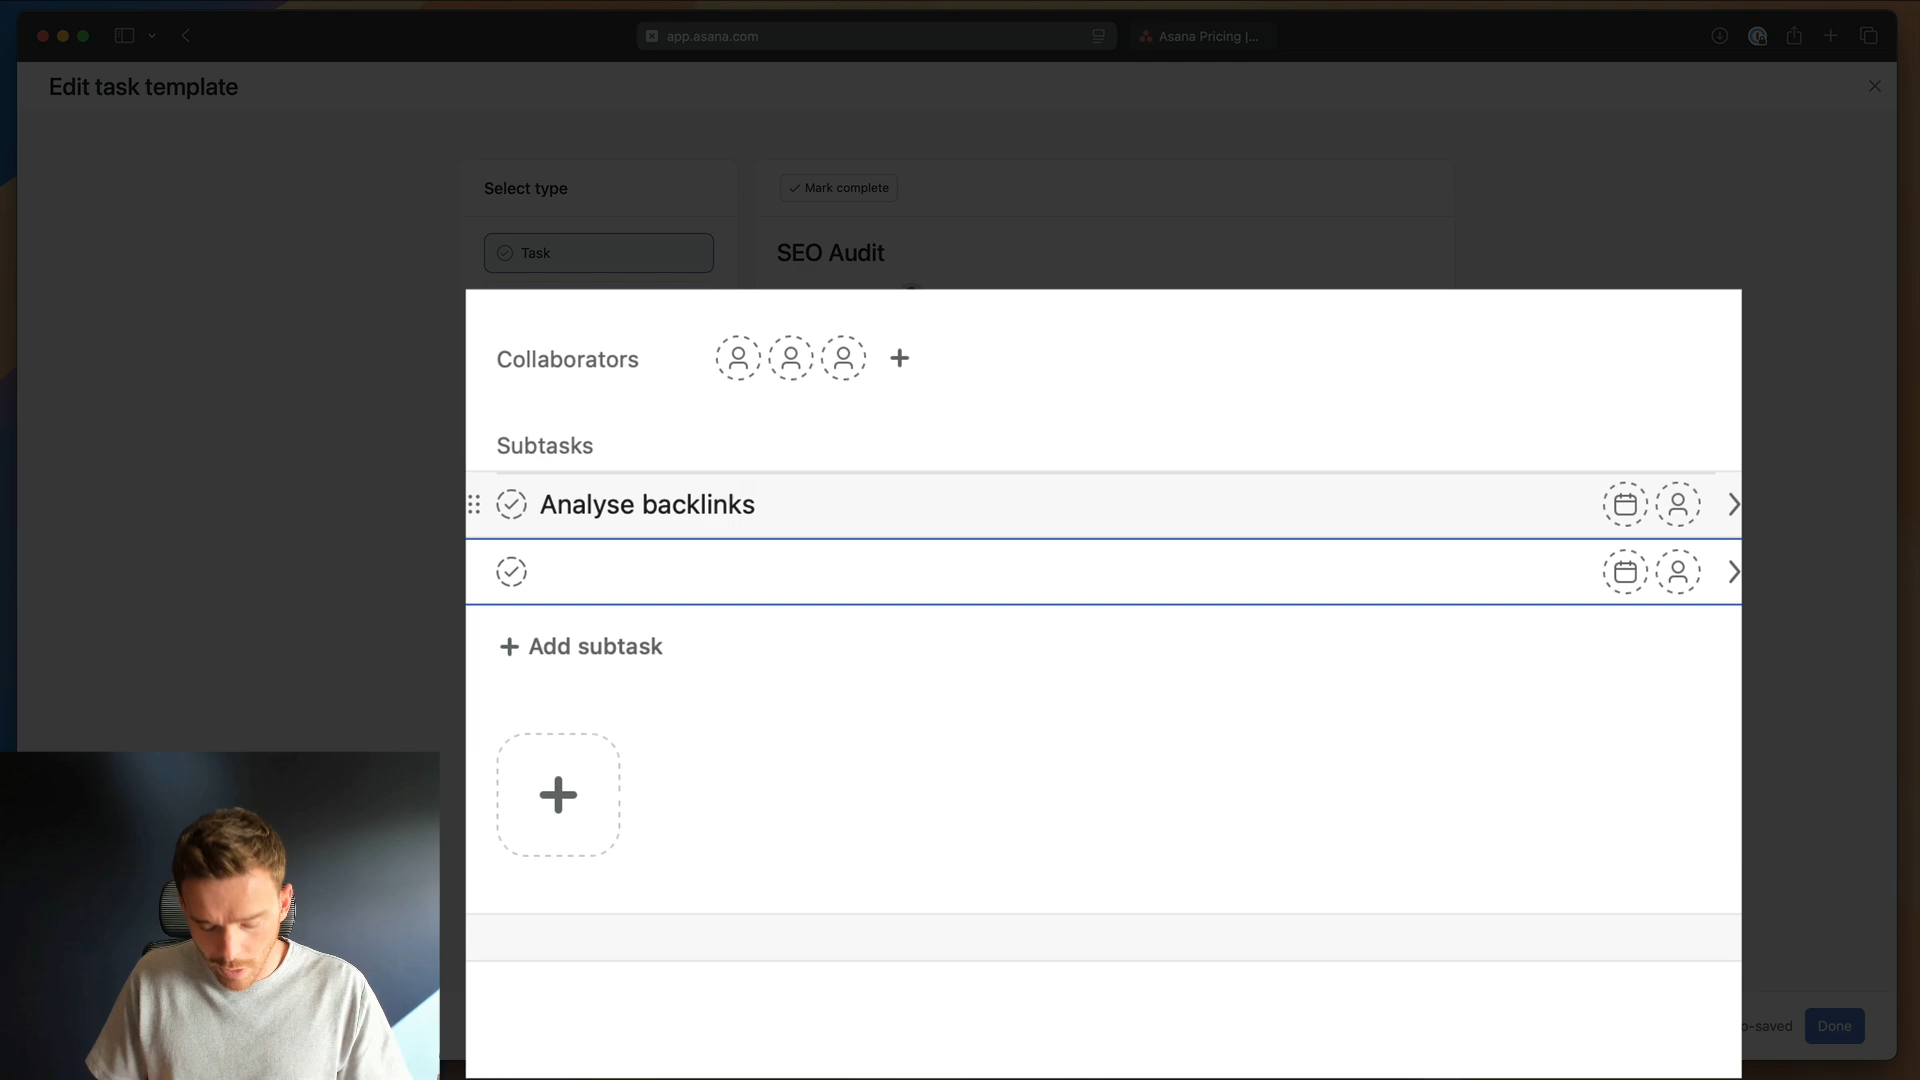 app.asana.com
Asana Pricing |...
Edit task template
Select type
Mark complete
Task
SEO Audit
Collaborators
Subtasks
Analyse backlinks
Add subtask
o-saved
Done